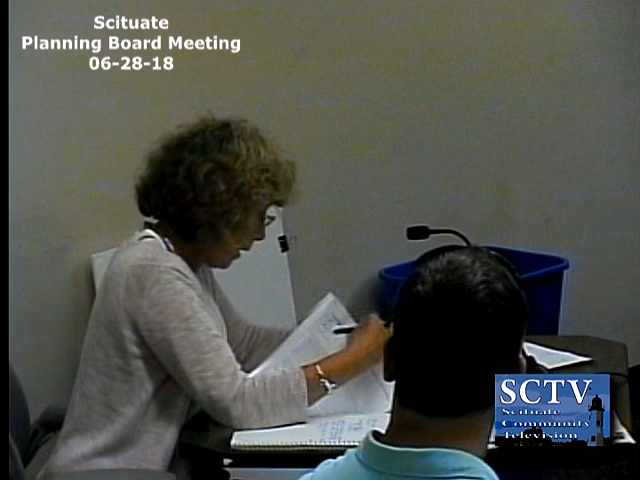 Scituate
Planning Board Meeting
06-28-18
SCTV
Scituate
Community
Television